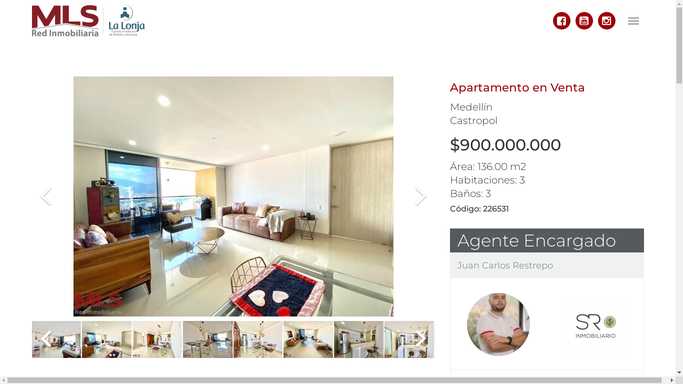 MLS
Red Inmobiliaria
La Lonja
Apartamento en Venta
Medellín
Castropol
$900.000.000
Área: 136.00 m2
Habitaciones: 3
Baños: 3
Código: 226531
Agente Encargado
Juan Carlos Restrepo
SR
INMOBILIARIO